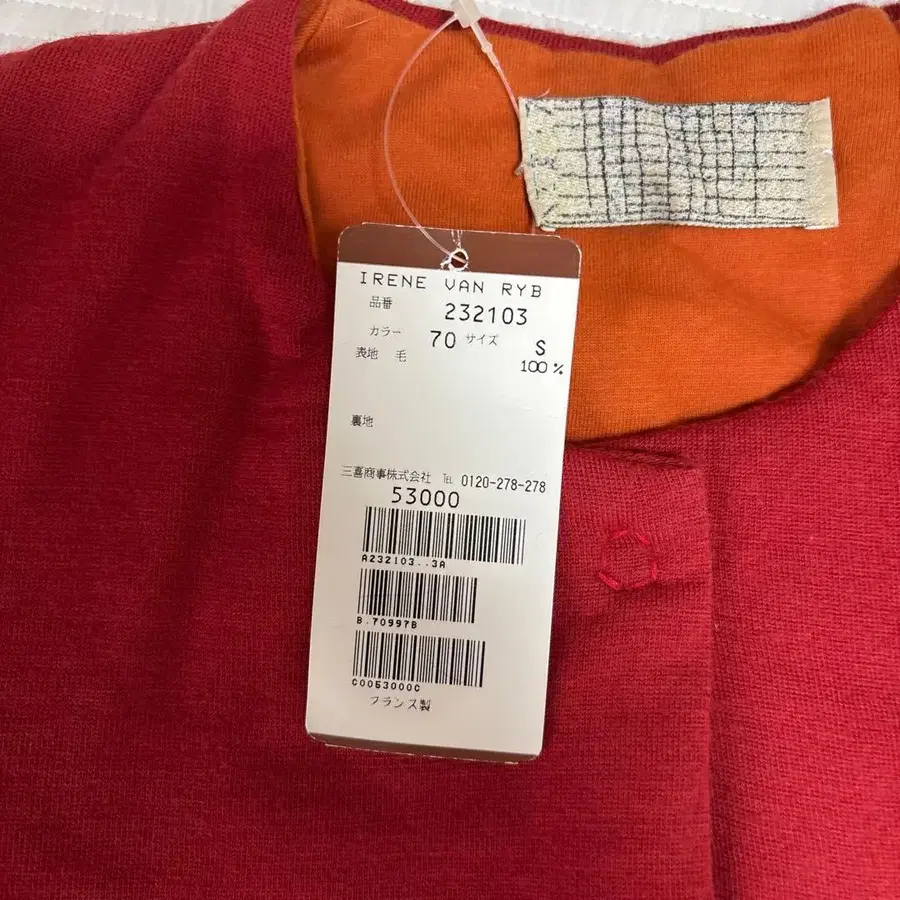 IRENE VAN RYB
品番 232103
カラー 70 サイズ S
表地 毛 100 %
裏地
三喜商事株式会社 TEL 0120-278-278
53000
A232103..3A
B.70997B
C0053000C
フランス製